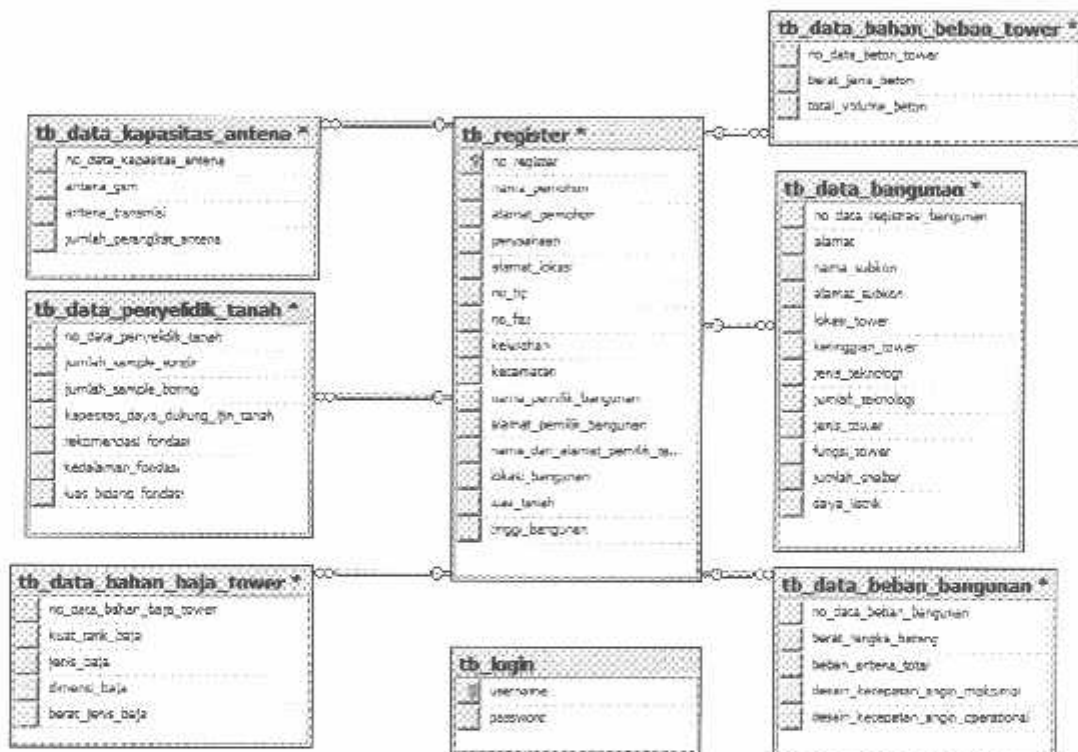 tb_data_kapasitas_antena *
no_data_kapasitas_antena
antena_gsm
antena_transmisi
jumlah_perangkat_antena
tb_data_penyelidik_tanah *
no_data_penyelidik_tanah
jumlah_sample_sondir
jumlah_sample_boring
kapasitas_daya_dukung_ijin_tanah
rekomendasi_fondasi
kedalaman_fondasi
luas_bidang_fondasi
tb_data_bahan_baja_tower *
no_data_bahan_baja_tower
kuat_tarik_baja
jenis_baja
dimensi_baja
berat_jenis_baja
tb_register *
no_register
nama_pemohon
alamat_pemohon
perusahaan
alamat_lokasi
no_tlp
no_fax
kelurahan
kecamatan
nama_pemilik_bangunan
alamat_pemilik_bangunan
nama_dan_alamat_pemilik_ta...
lokasi_bangunan
luas_tanah
tinggi_bangunan
tb_login
username
password
tb_data_bahan_beban_tower *
no_data_beton_tower
berat_jenis_beton
total_volume_beton
tb_data_bangunan *
no_data_registrasi_bangunan
alamat
nama_subkon
alamat_subkon
lokasi_tower
ketinggian_tower
jenis_teknologi
jumlah_teknologi
jenis_tower
fungsi_tower
jumlah_shelter
daya_listrik
tb_data_beban_bangunan *
no_data_beban_bangunan
berat_rangka_batang
beban_antena_total
desain_kecepatan_angin_maksimal
desain_kecepatan_angin_operasional